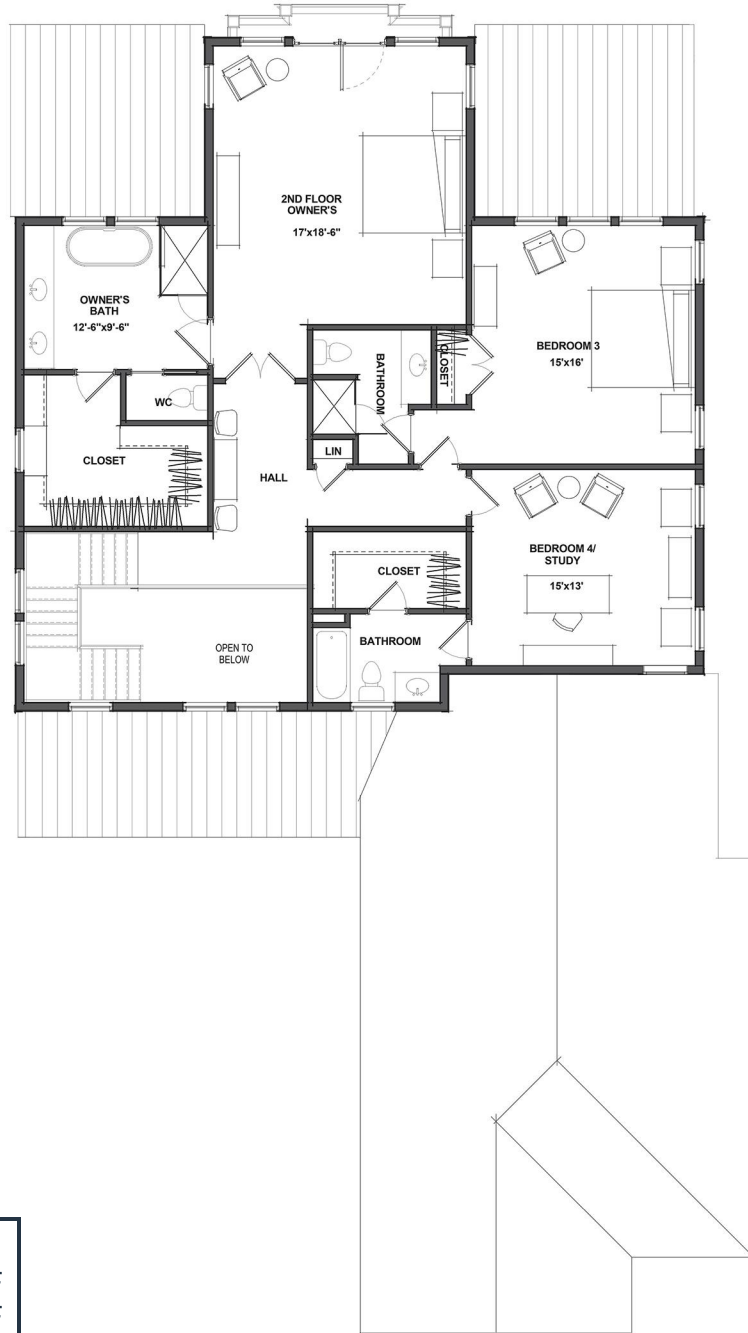 2ND FLOOR
OWNER'S
17'x18'-6"
OWNER'S
BATH
12'-6"x9'-6"
BATHROOM
CLOSET
BEDROOM 3
15'x16'
WC
LIN
CLOSET
HALL
BEDROOM 4/
STUDY
15'x13'
CLOSET
BATHROOM
OPEN TO
BELOW